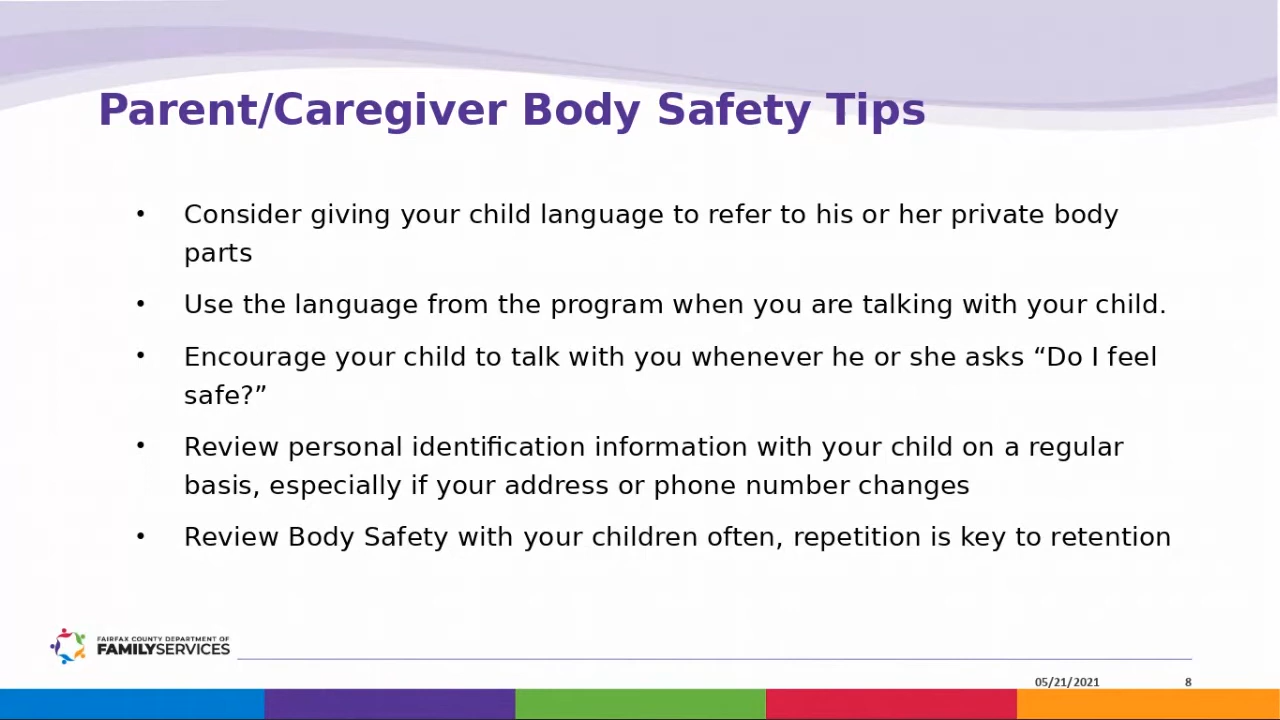 Parent/Caregiver Body Safety Tips
• Consider giving your child language to refer to his or her private body
parts
• Use the language from the program when you are talking with your child.
• Encourage your child to talk with you whenever he or she asks “Do I feel
safe?”
• Review personal identification information with your child on a regular
basis, especially if your address or phone number changes
• Review Body Safety with your children often, repetition is key to retention
FAIRFAX COUNTY DEPARTMENT OF
FAMILYSERVICES
05/21/2021 8